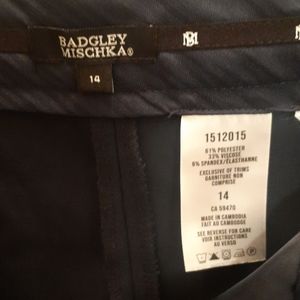 BADGLEY
MISCHKA®
14
BM
1512015
61% POLYESTER
33% VISCOSE
6% SPANDEX/ELASTHANNE
EXCLUSIVE OF TRIMS
GARNITURE NON
COMPRISE
14
CA 59470
MADE IN CAMBODIA
FAIT AU CAMBODGE
SEE REVERSE FOR CARE
VOIR INSTRUCTIONS
AU VERSO